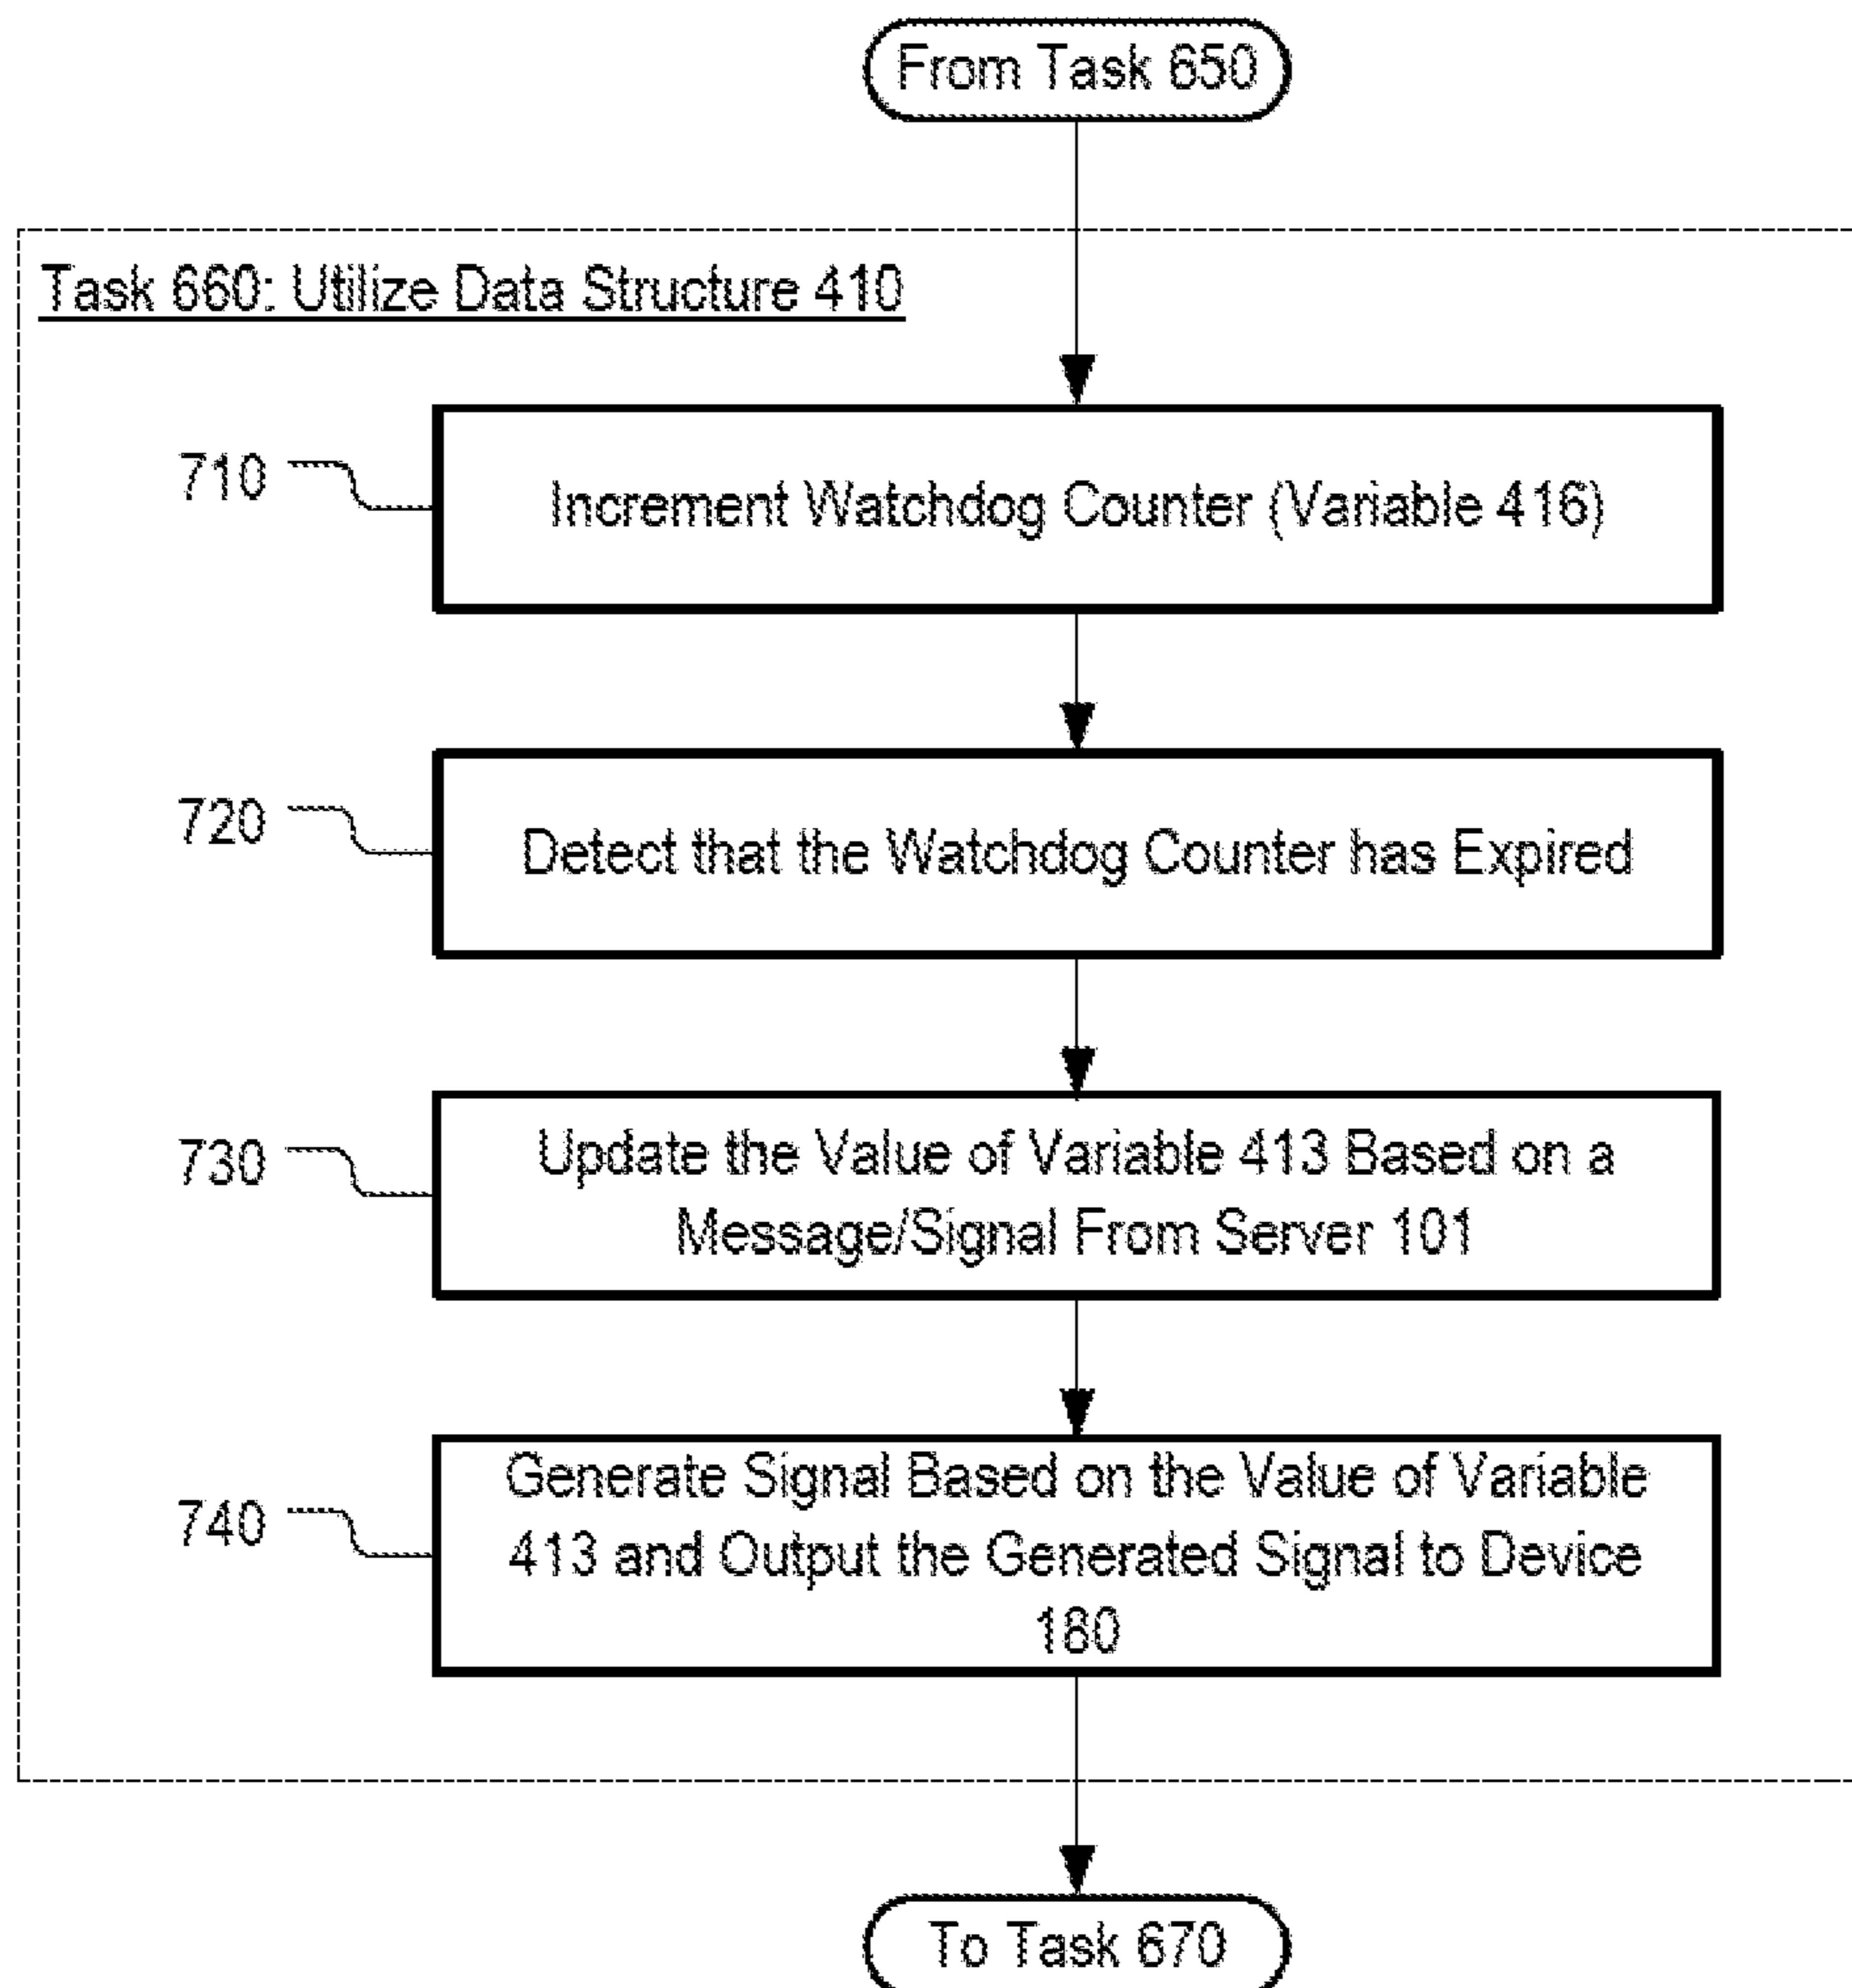 From Task 650
Task 660: Utilize Data Structure 410
710
Increment Watchdog Counter (Variable 416)
720
Detect that the Watchdog Counter has Expired
730
Update the Value of Variable 413 Based on a
Message/Signal From Server 101
740
Generate Signal Based on the Value of Variable
413 and Output the Generated Signal to Device
180
To Task 670